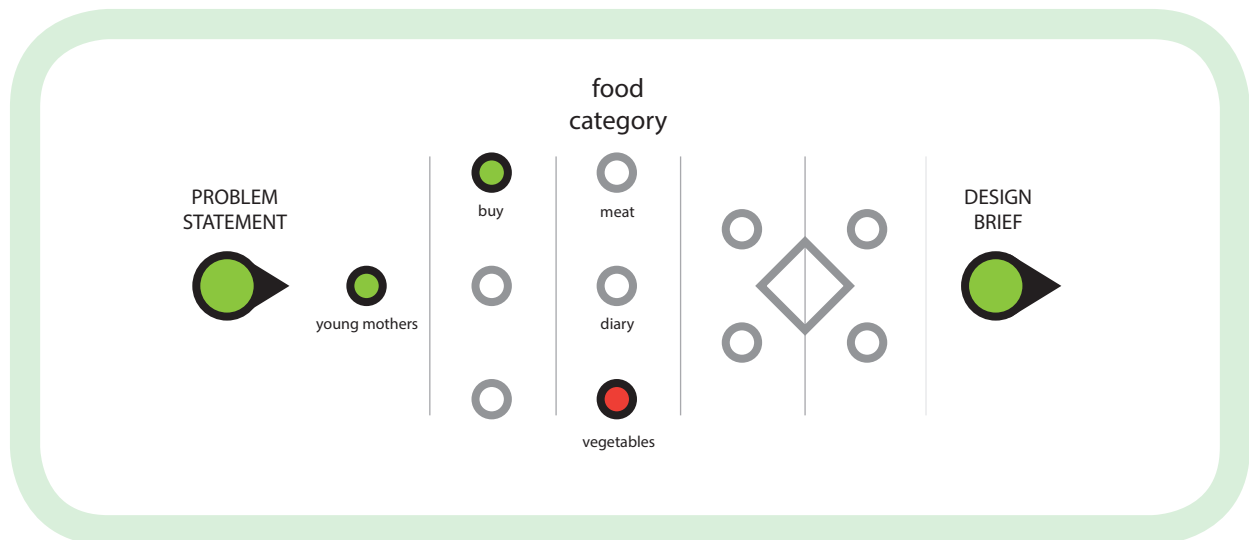 food
category
PROBLEM
STATEMENT
buy
meat
DESIGN
BRIEF
young mothers
diary
vegetables